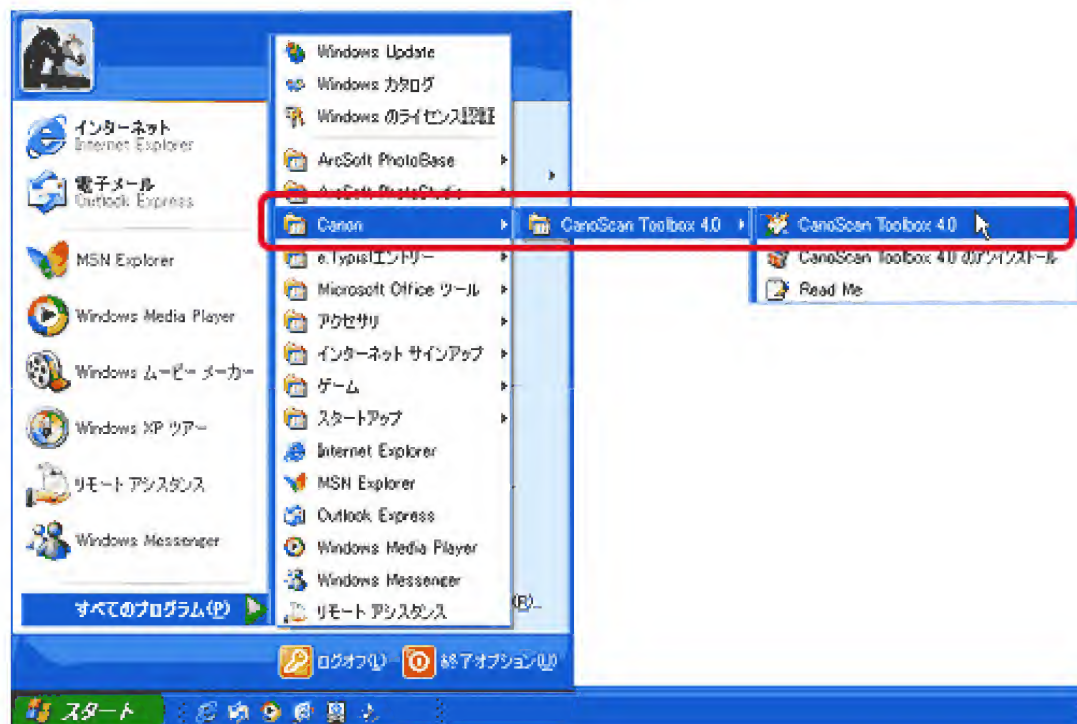 インターネット
Internet Explorer
電子メール
Outlook Express
MSN Explorer
Windows Media Player
Windows ムービー メーカー
Windows XP ツアー
リモート アシスタンス
Windows Messenger
すべてのプログラム(P)
Windows Update
Windows カタログ
Windows のライセンス認証
ArcSoft PhotoBase
ArcSoft PhotoStudio
Canon
e.Typistエントリー
Microsoft Office ツール
アクセサリ
インターネット サインアップ
ゲーム
スタートアップ
Internet Explorer
MSN Explorer
Outlook Express
Windows Media Player
Windows Messenger
リモート アシスタンス
CanoScan Toolbox 4.0
CanoScan Toolbox 4.0
CanoScan Toolbox 4.0 のアンインストール
Read Me
(R)...
ログオフ(L)
終了オプション(U)
スタート